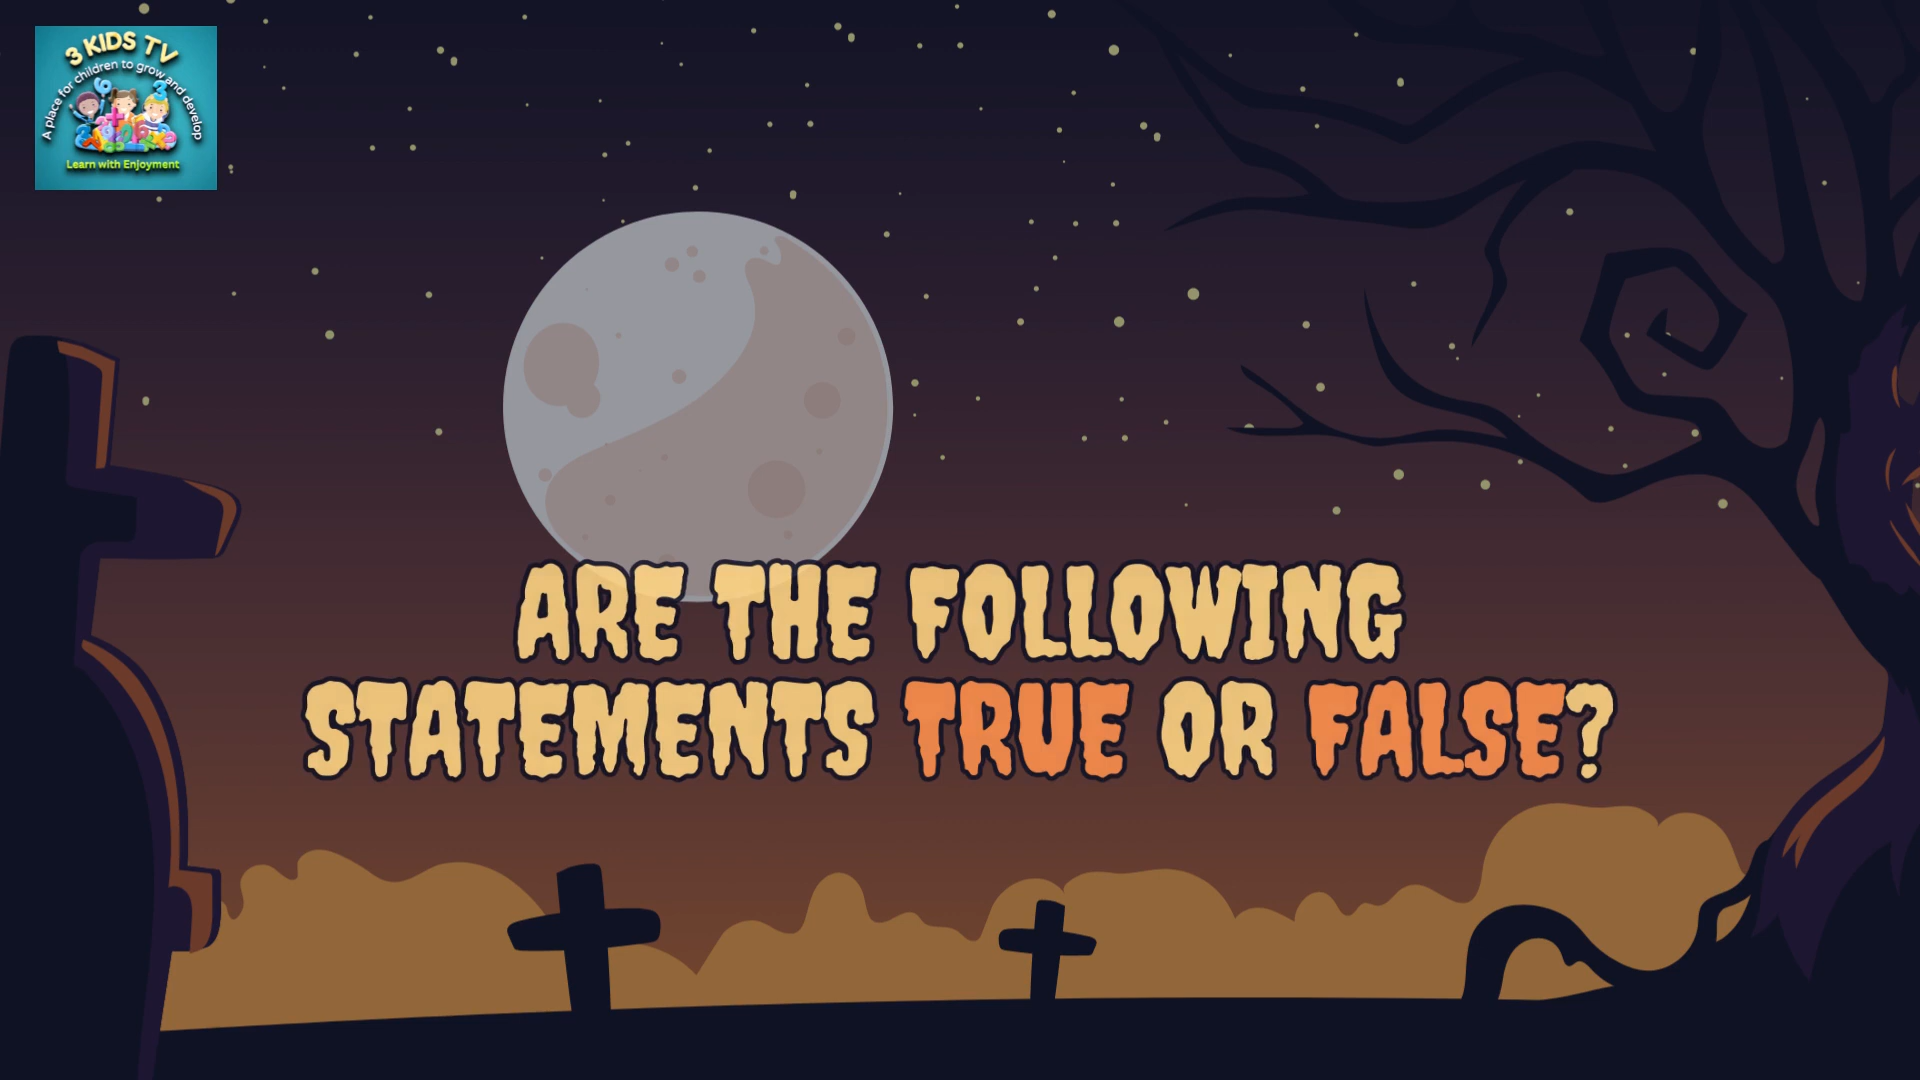 3 KIDS TV
A place for children to grow and develop
Learn with Enjoyment
ARE THE FOLLOWING
STATEMENTS TRUE OR FALSE?